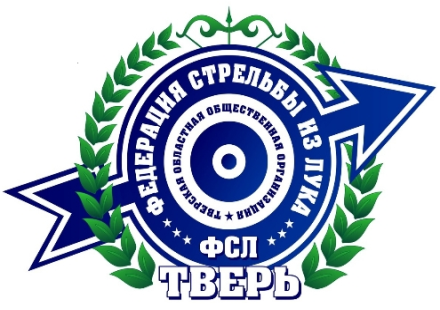 ФЕДЕРАЦИЯ СТРЕЛЬБЫ ИЗ ЛУКА
ТВЕРСКАЯ ОБЛАСТНАЯ ОБЩЕСТВЕННАЯ ОРГАНИЗАЦИЯ
ФСЛ
ТВЕРЬ